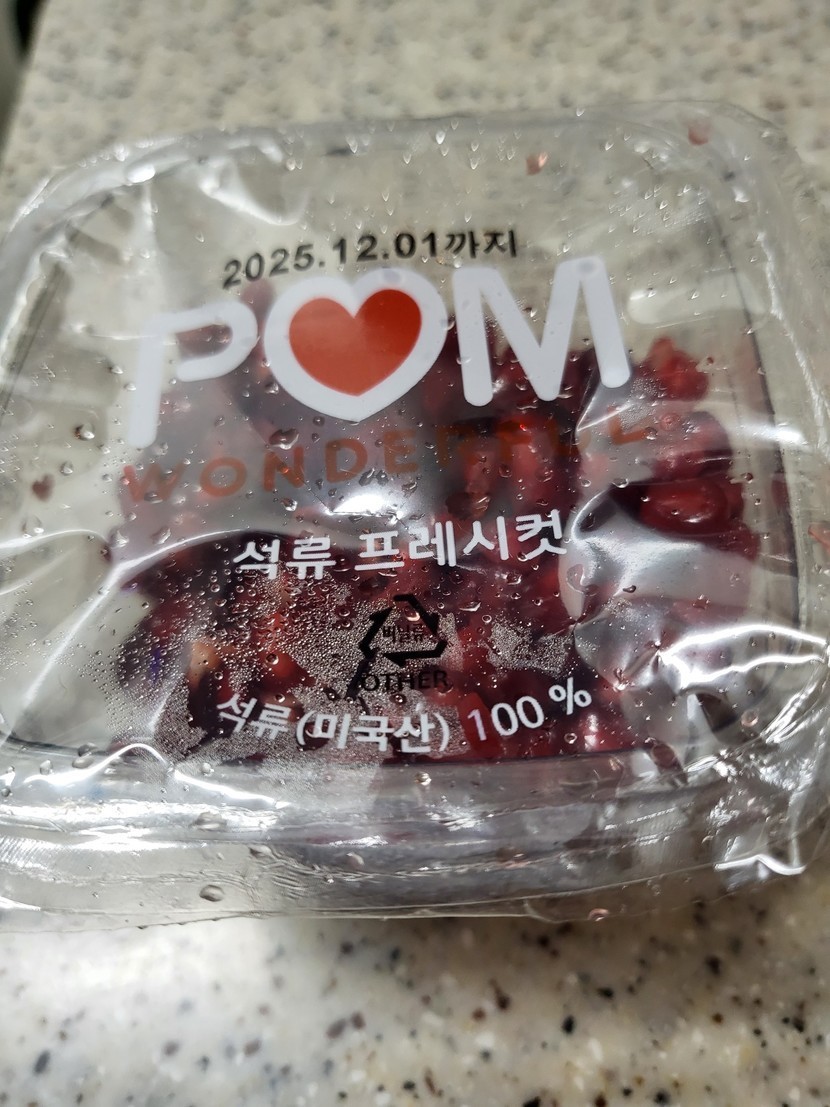 2025.12.01까지
POM
WONDERFUL
석류 프레시컷
비닐류
OTHER
석류(미국산) 100%